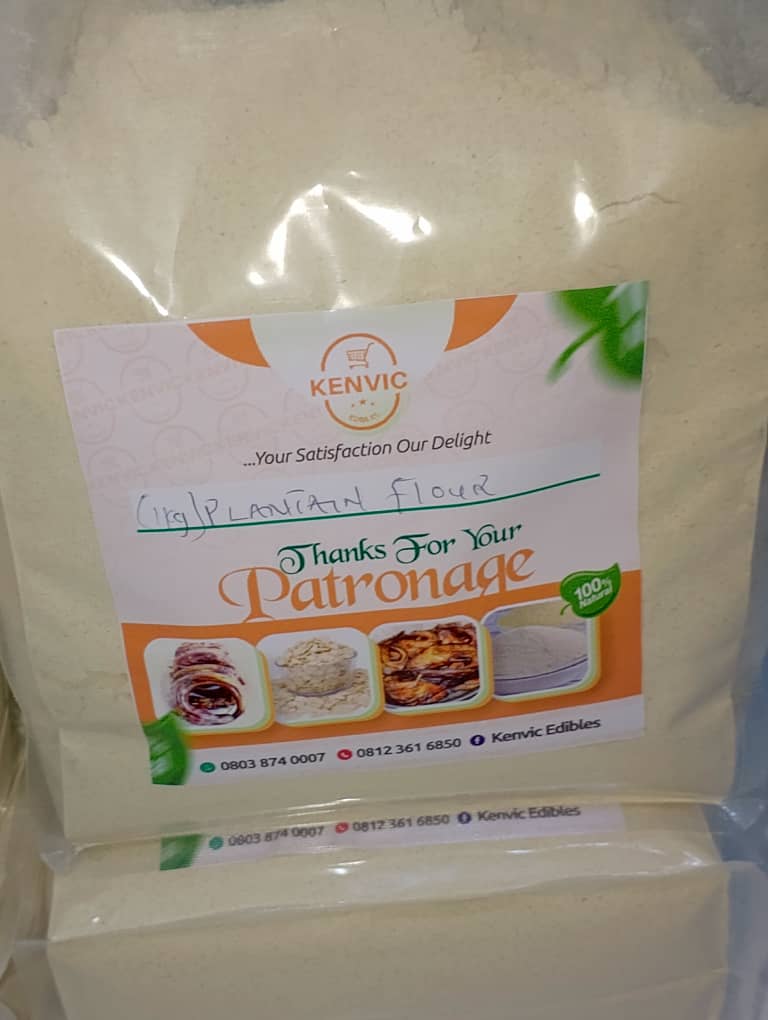 KENVIC
EDIBLES
...Your Satisfaction Our Delight
(1kg) PLANTAIN FLOUR
Thanks For Your
Patronage
100%
Natural
0803 874 0007 0812 361 6850 Kenvic Edibles
0803 874 0007 0812 361 6850 Kenvic Edibles